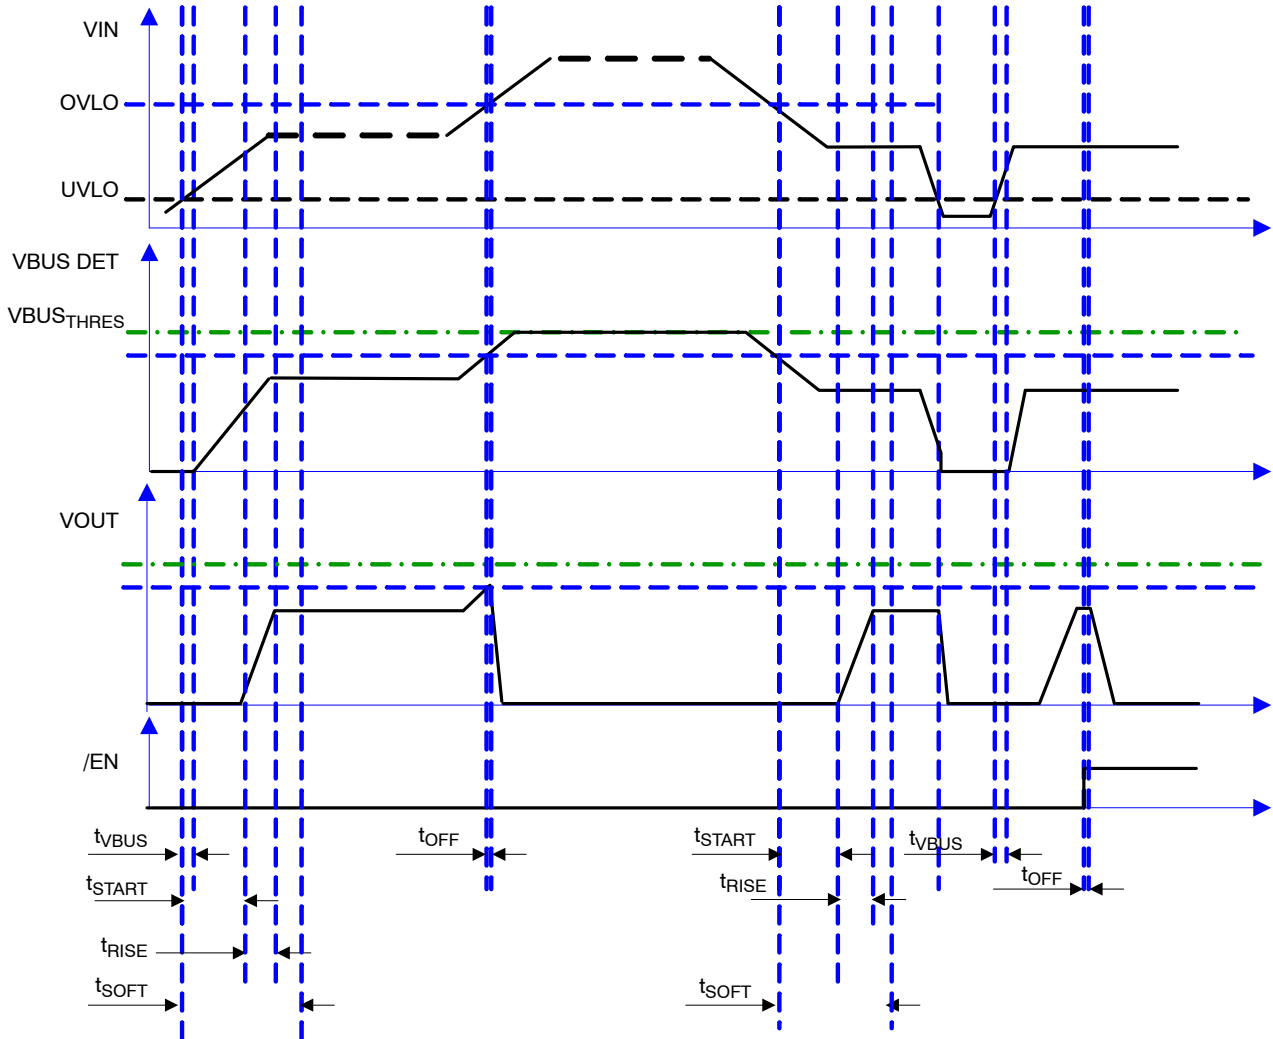 VIN
OVLO
UVLO
VBUS DET
VBUSTHRES
VOUT
/EN
tVBUS
tOFF
tSTART
tVBUS
tSTART
tRISE
tOFF
tRISE
tSOFT
tSOFT